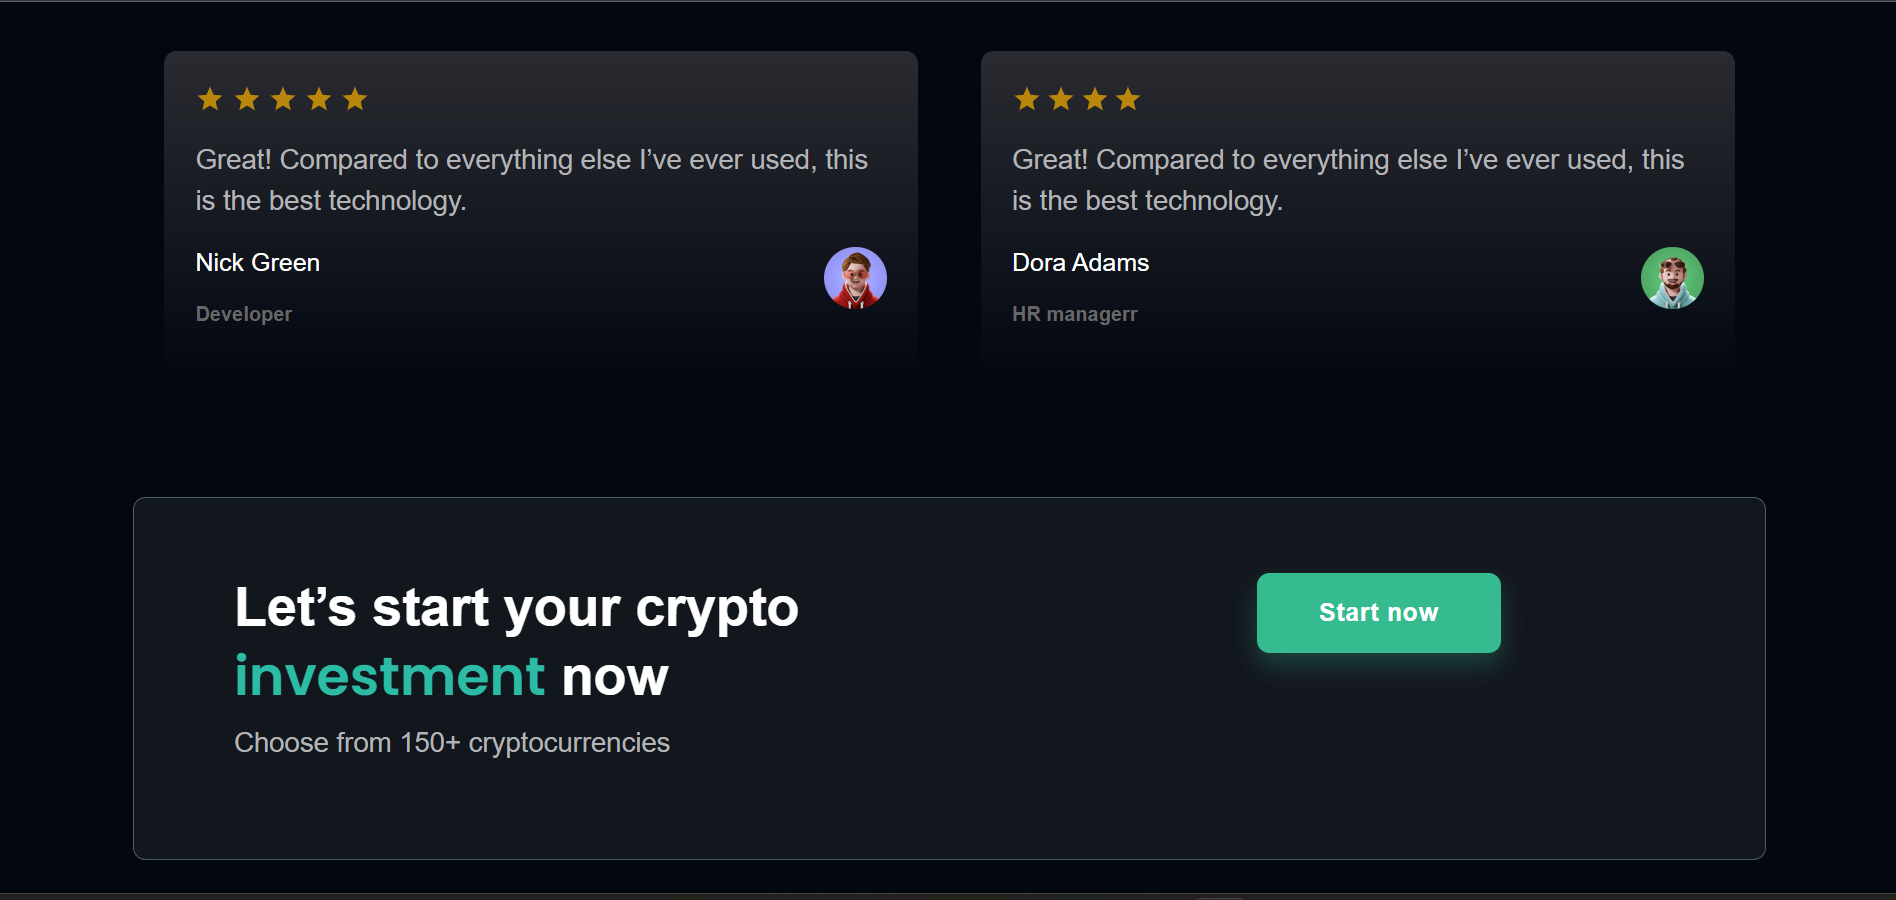 Great! Compared to everything else I’ve ever used, this
is the best technology.
Nick Green
Developer
Great! Compared to everything else I’ve ever used, this
is the best technology.
Dora Adams
HR managerr
Let’s start your crypto
investment now
Choose from 150+ cryptocurrencies
Start now